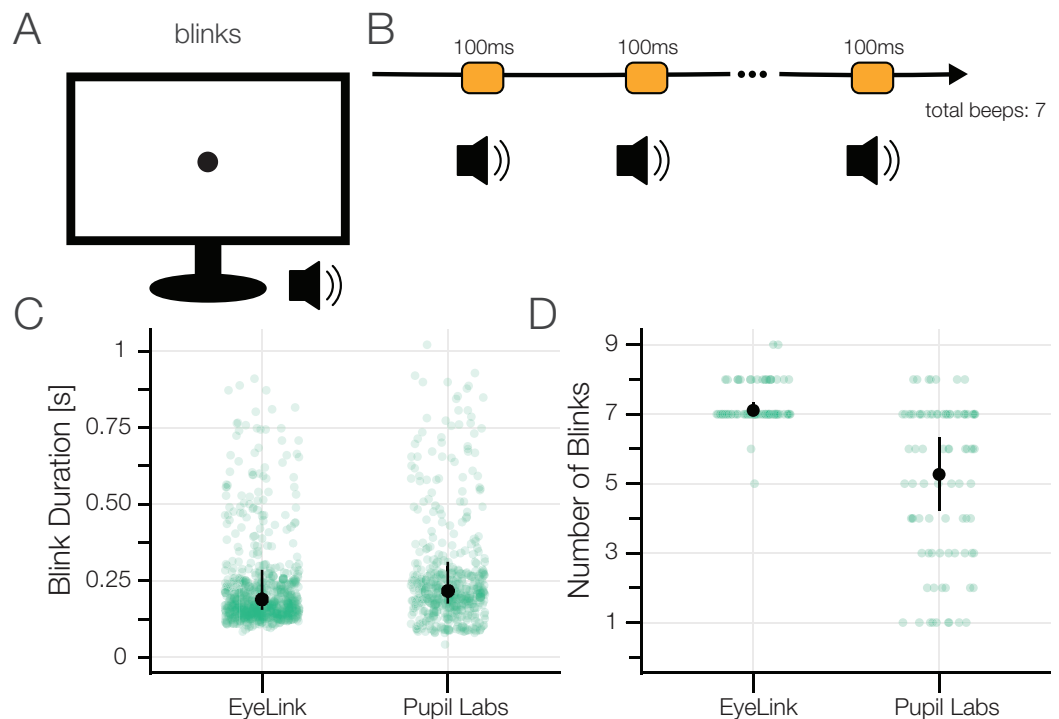 A
blinks
B
100ms
100ms
100ms
total beeps: 7
C
Blink Duration [s]
1
0.75
0.50
0.25
0
EyeLink
Pupil Labs
D
Number of Blinks
9
7
5
3
1
EyeLink
Pupil Labs